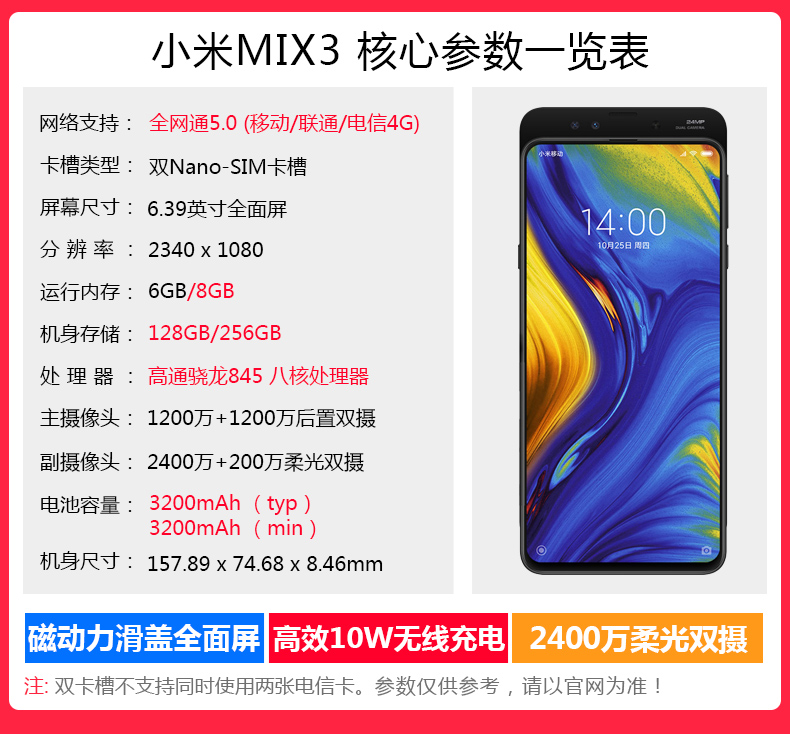 小米MIX3 核心参数一览表
网络支持： 全网通5.0 (移动/联通/电信4G)
卡槽类型： 双Nano-SIM卡槽
屏幕尺寸： 6.39英寸全面屏
分 辨 率 ： 2340 x 1080
运行内存： 6GB/8GB
机身存储： 128GB/256GB
处 理 器 ： 高通骁龙845 八核处理器
主摄像头： 1200万+1200万后置双摄
副摄像头： 2400万+200万柔光双摄
电池容量： 3200mAh （ typ ）
3200mAh （ min ）
机身尺寸： 157.89 x 74.68 x 8.46mm
24MP
DUAL CAMERA
小米移动
14:00
10月25日 周四
磁动力滑盖全面屏 高效10W无线充电 2400万柔光双摄
注: 双卡槽不支持同时使用两张电信卡。参数仅供参考，请以官网为准！